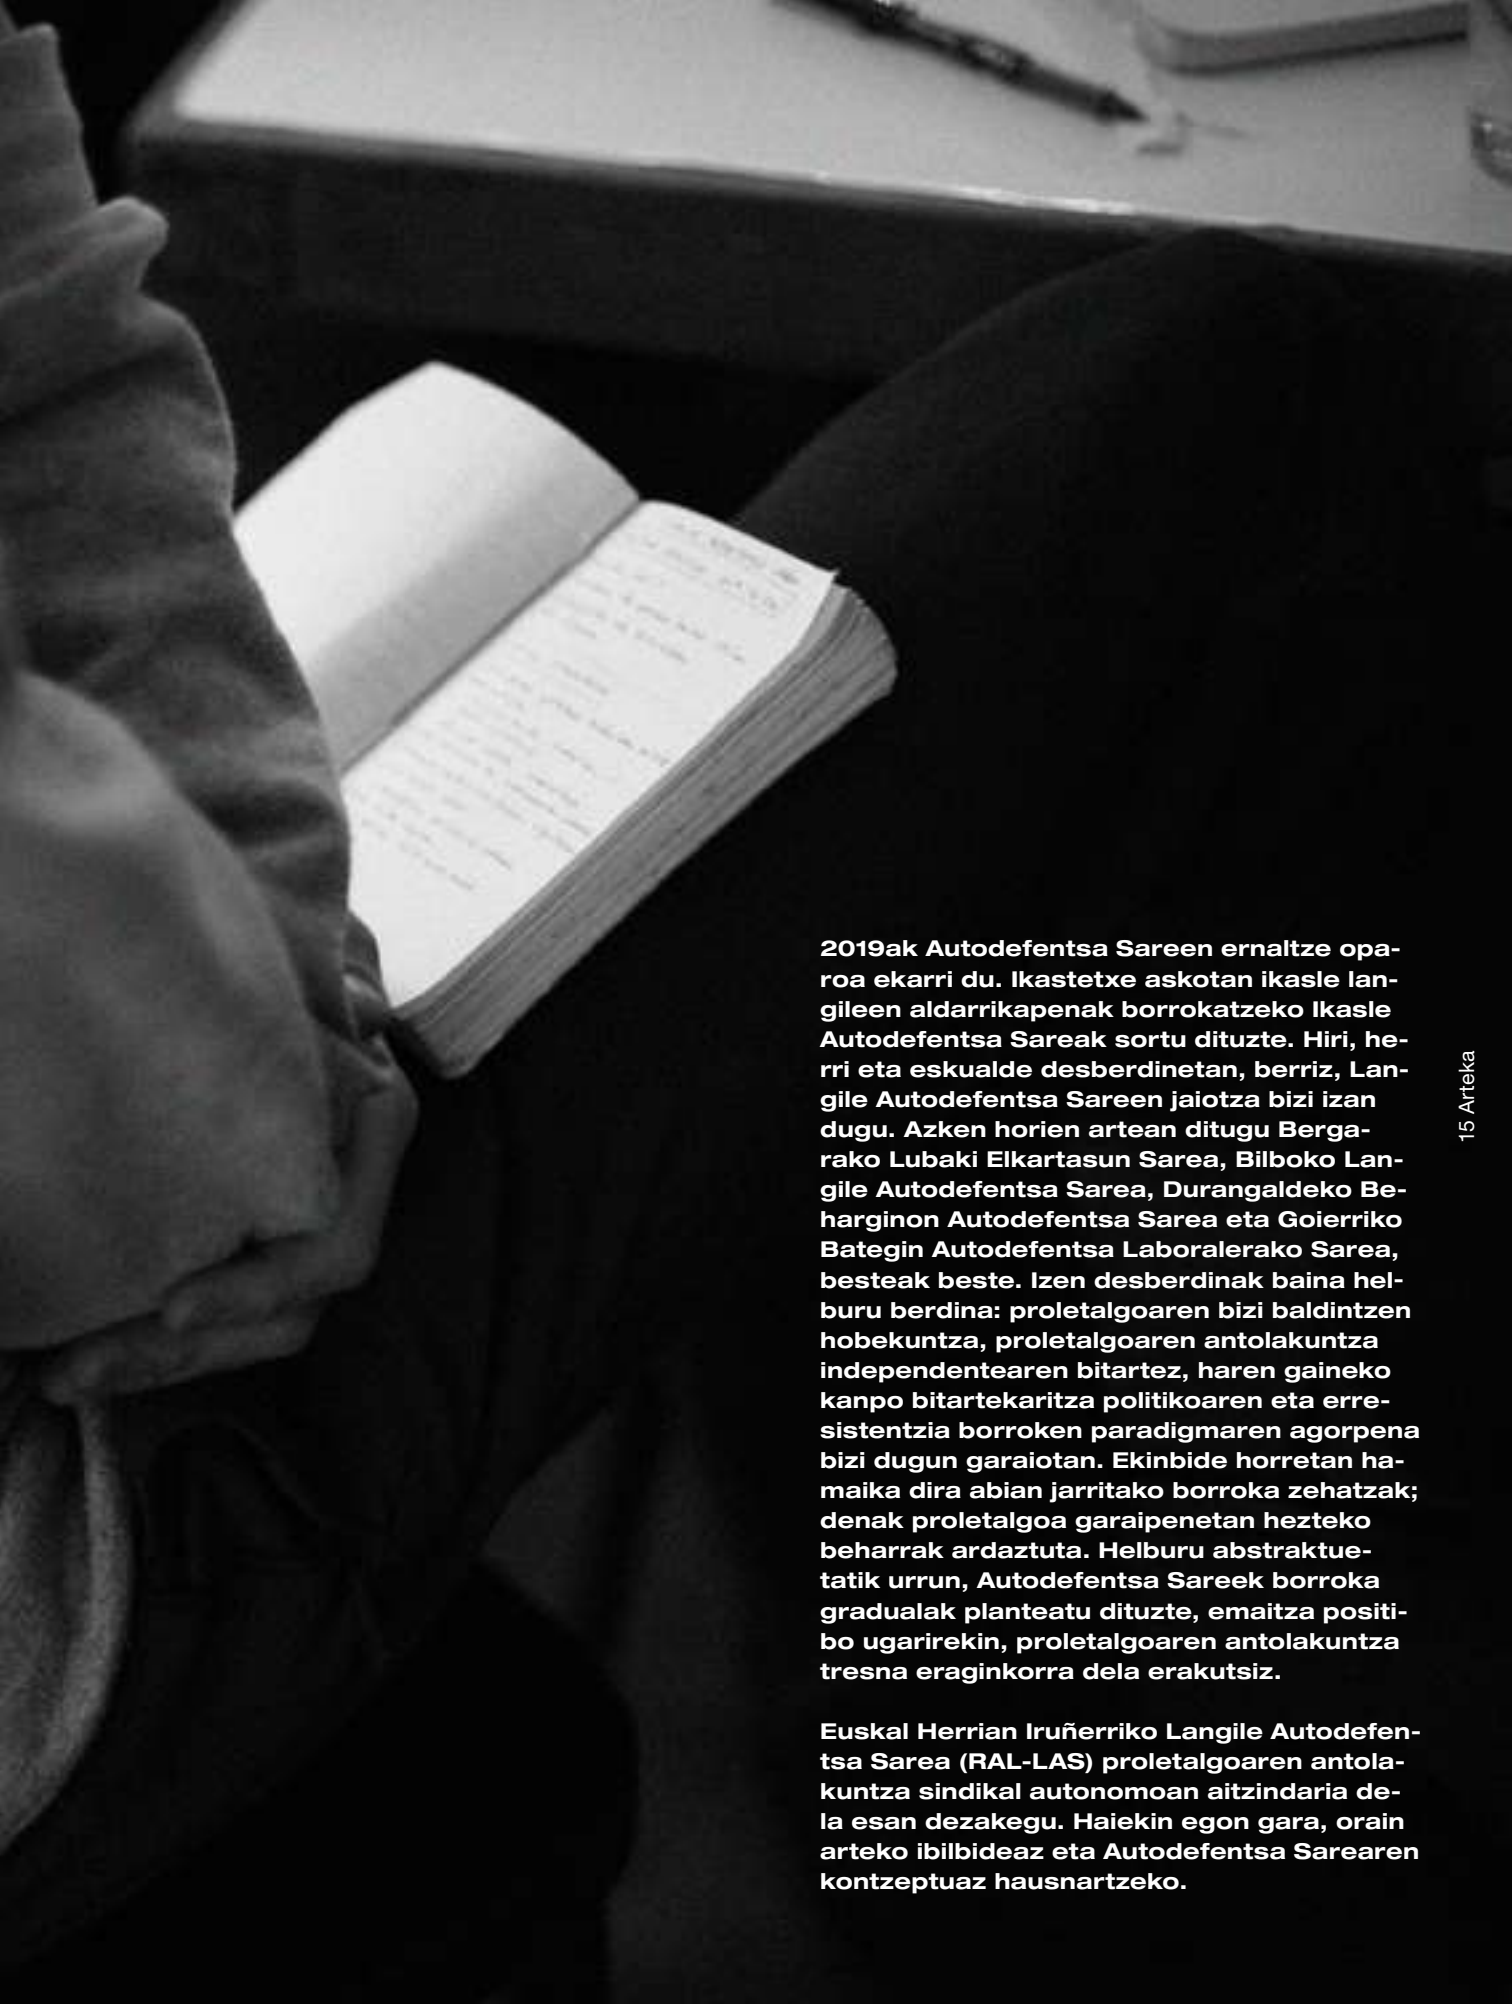 2019ak Autodefentsa Sareen ernaltze opa-
roa ekarri du. Ikastetxe askotan ikasle lan-
gileen aldarrikapenak borrokatzeko Ikasle
Autodefentsa Sareak sortu dituzte. Hiri, he-
rri eta eskualde desberdinetan, berriz, Lan-
gile Autodefentsa Sareen jaiotza bizi izan
dugu. Azken horien artean ditugu Berga-
rako Lubaki Elkartasun Sarea, Bilboko Lan-
gile Autodefentsa Sarea, Durangaldeko Be-
harginon Autodefentsa Sarea eta Goierriko
Bategin Autodefentsa Laboralerako Sarea,
besteak beste. Izen desberdinak baina hel-
buru berdina: proletalgoaren bizi baldintzen
hobekuntza, proletalgoaren antolakuntza
independentearen bitartez, haren gaineko
kanpo bitartekaritza politikoaren eta erre-
sistentzia borroken paradigmaren agorpena
bizi dugun garaiotan. Ekinbide horretan ha-
maika dira abian jarritako borroka zehatzak;
denak proletalgoa garaipenetan hezteko
beharrak ardaztuta. Helburu abstraktue-
tatik urrun, Autodefentsa Sareek borroka
gradualak planteatu dituzte, emaitza positi-
bo ugarirekin, proletalgoaren antolakuntza
tresna eraginkorra dela erakutsiz.
Euskal Herrian Iruñerriko Langile Autodefen-
tsa Sarea (RAL-LAS) proletalgoaren antola-
kuntza sindikal autonomoan aitzindaria de-
la esan dezakegu. Haiekin egon gara, orain
arteko ibilbideaz eta Autodefentsa Sarearen
kontzeptuaz hausnartzeko.
15 Arteka